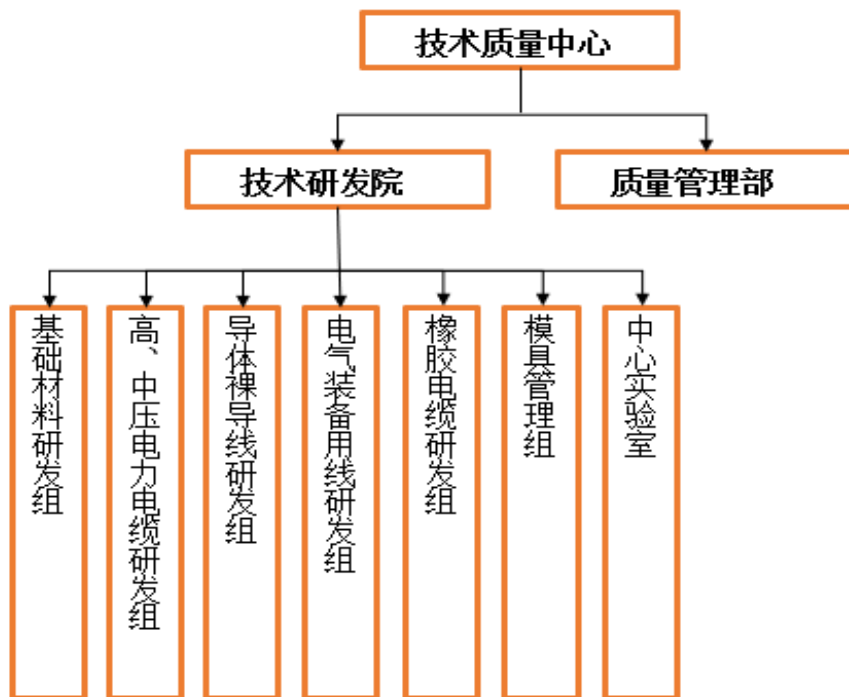 技术质量中心
技术研发院
质量管理部
基础材料研发组
高、中压电力电缆研发组
导体裸导线研发组
电气装备用线研发组
橡胶电缆研发组
模具管理组
中心实验室